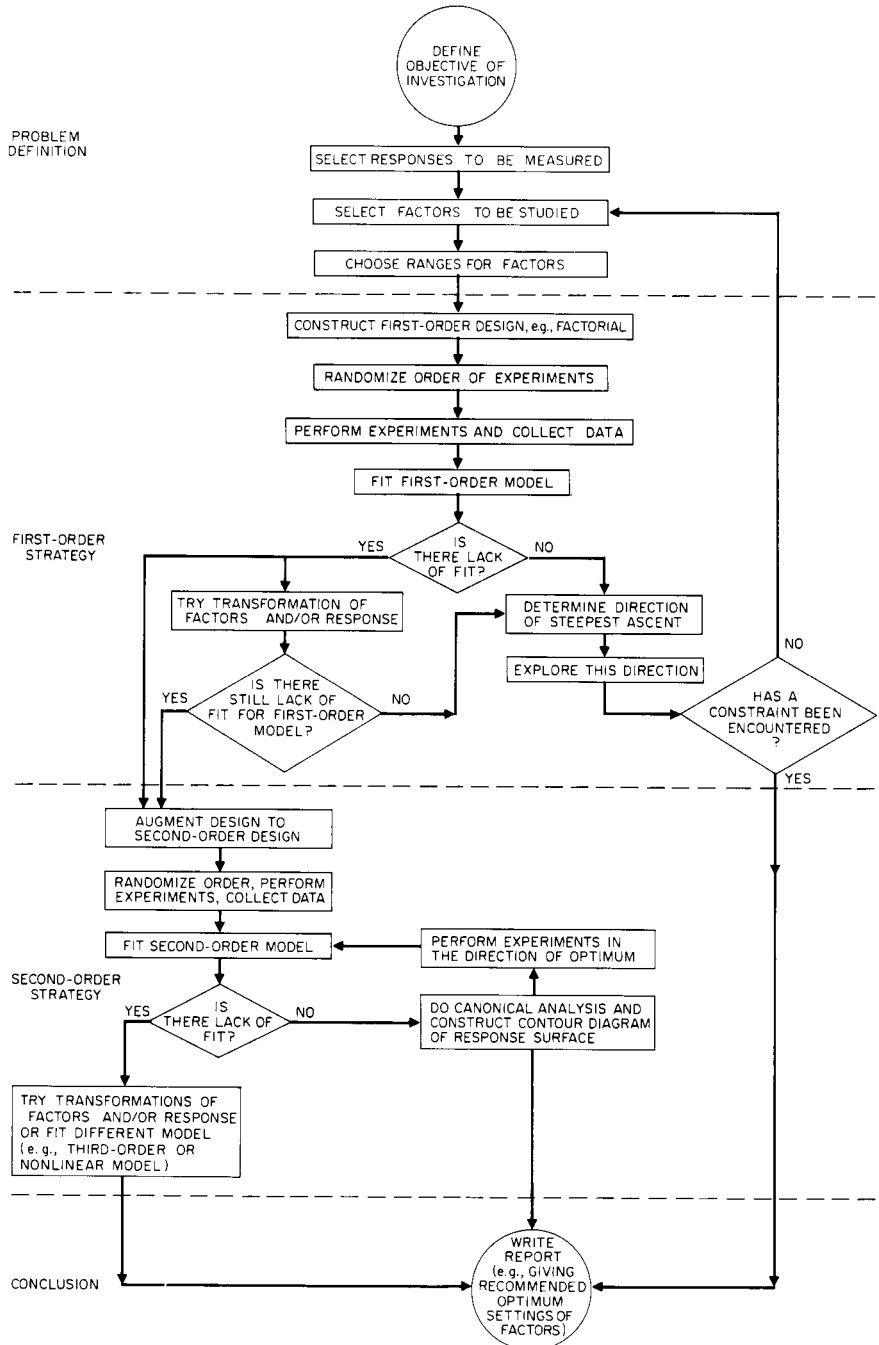 DEFINE
OBJECTIVE OF
INVESTIGATION
PROBLEM
DEFINITION
SELECT RESPONSES TO BE MEASURED
SELECT FACTORS TO BE STUDIED
CHOOSE RANGES FOR FACTORS
CONSTRUCT FIRST-ORDER DESIGN, e.g., FACTORIAL
RANDOMIZE ORDER OF EXPERIMENTS
PERFORM EXPERIMENTS AND COLLECT DATA
FIT FIRST-ORDER MODEL
FIRST-ORDER
STRATEGY
YES
IS
THERE LACK
OF FIT?
NO
TRY TRANSFORMATION OF
FACTORS AND/OR RESPONSE
DETERMINE DIRECTION
OF STEEPEST ASCENT
EXPLORE THIS DIRECTION
NO
YES
IS THERE
STILL LACK OF
FIT FOR FIRST-ORDER
MODEL?
NO
HAS A
CONSTRAINT BEEN
ENCOUNTERED
?
YES
AUGMENT DESIGN TO
SECOND-ORDER DESIGN
RANDOMIZE ORDER, PERFORM
EXPERIMENTS, COLLECT DATA
FIT SECOND-ORDER MODEL
PERFORM EXPERIMENTS IN
THE DIRECTION OF OPTIMUM
SECOND-ORDER
STRATEGY
YES
IS
THERE LACK OF
FIT?
NO
DO CANONICAL ANALYSIS AND
CONSTRUCT CONTOUR DIAGRAM
OF RESPONSE SURFACE
TRY TRANSFORMATIONS OF
FACTORS AND/OR RESPONSE
OR FIT DIFFERENT MODEL
(e.g., THIRD-ORDER OR
NONLINEAR MODEL)
CONCLUSION
WRITE
REPORT
(e.g., GIVING
RECOMMENDED
OPTIMUM
SETTINGS OF
FACTORS)